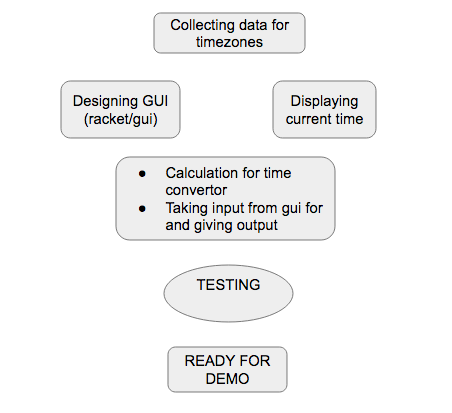 Collecting data for
timezones
Designing GUI
(racket/gui)
Displaying
current time
● Calculation for time
convertor
● Taking input from gui for
and giving output
TESTING
READY FOR
DEMO